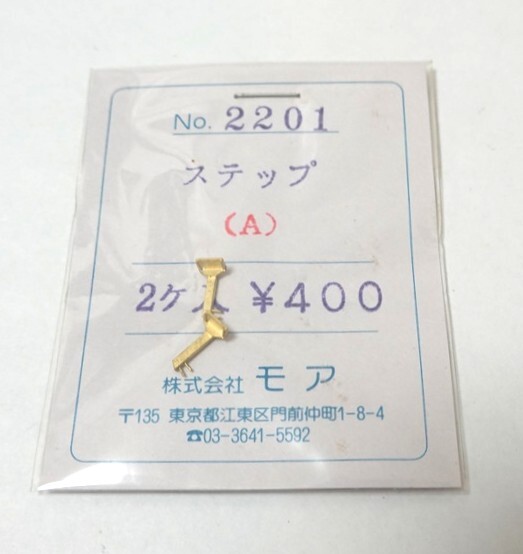 No. 2201
ステップ
(A)
2ケ入 ¥400
株式会社 モア
〒135 東京都江東区門前仲町1-8-4
☎03-3641-5592